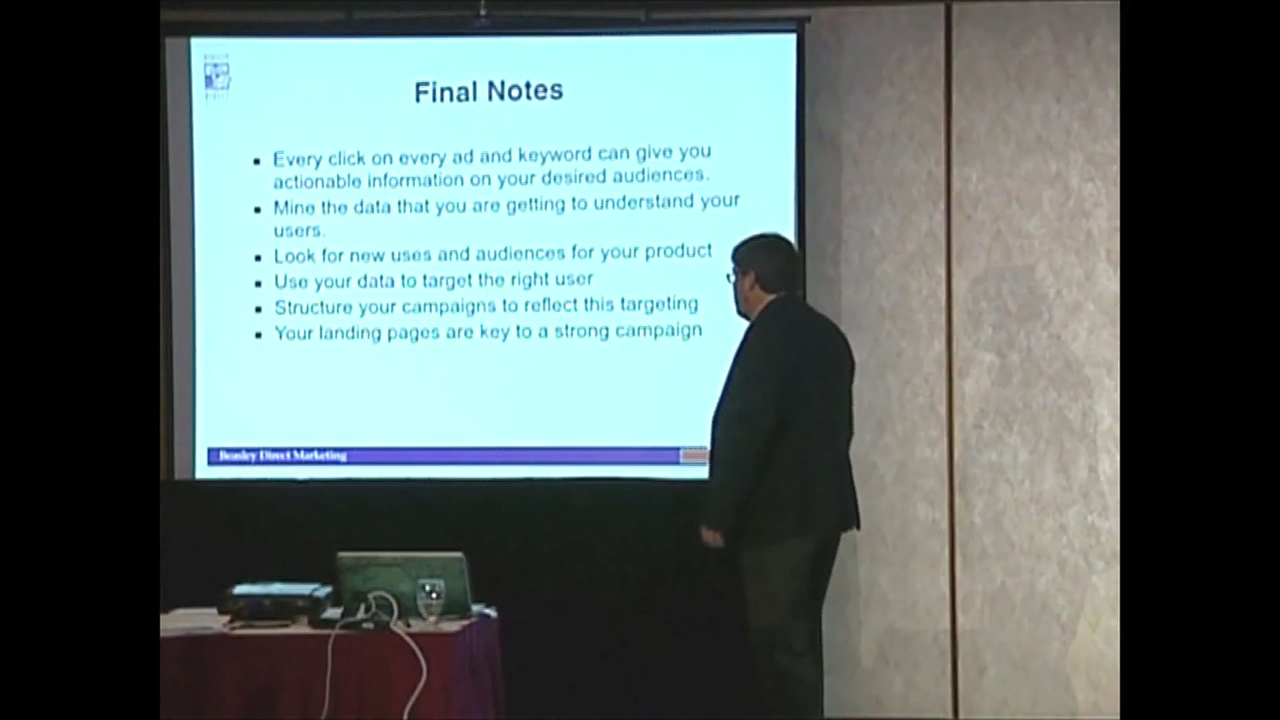 Final Notes
Every click on every ad and keyword can give you
actionable information on your desired audiences.
Mine the data that you are getting to understand your
users.
Look for new uses and audiences for your product
Use your data to target the right user
Structure your campaigns to reflect this targeting
Your landing pages are key to a strong campaign
Beasley Direct Marketing